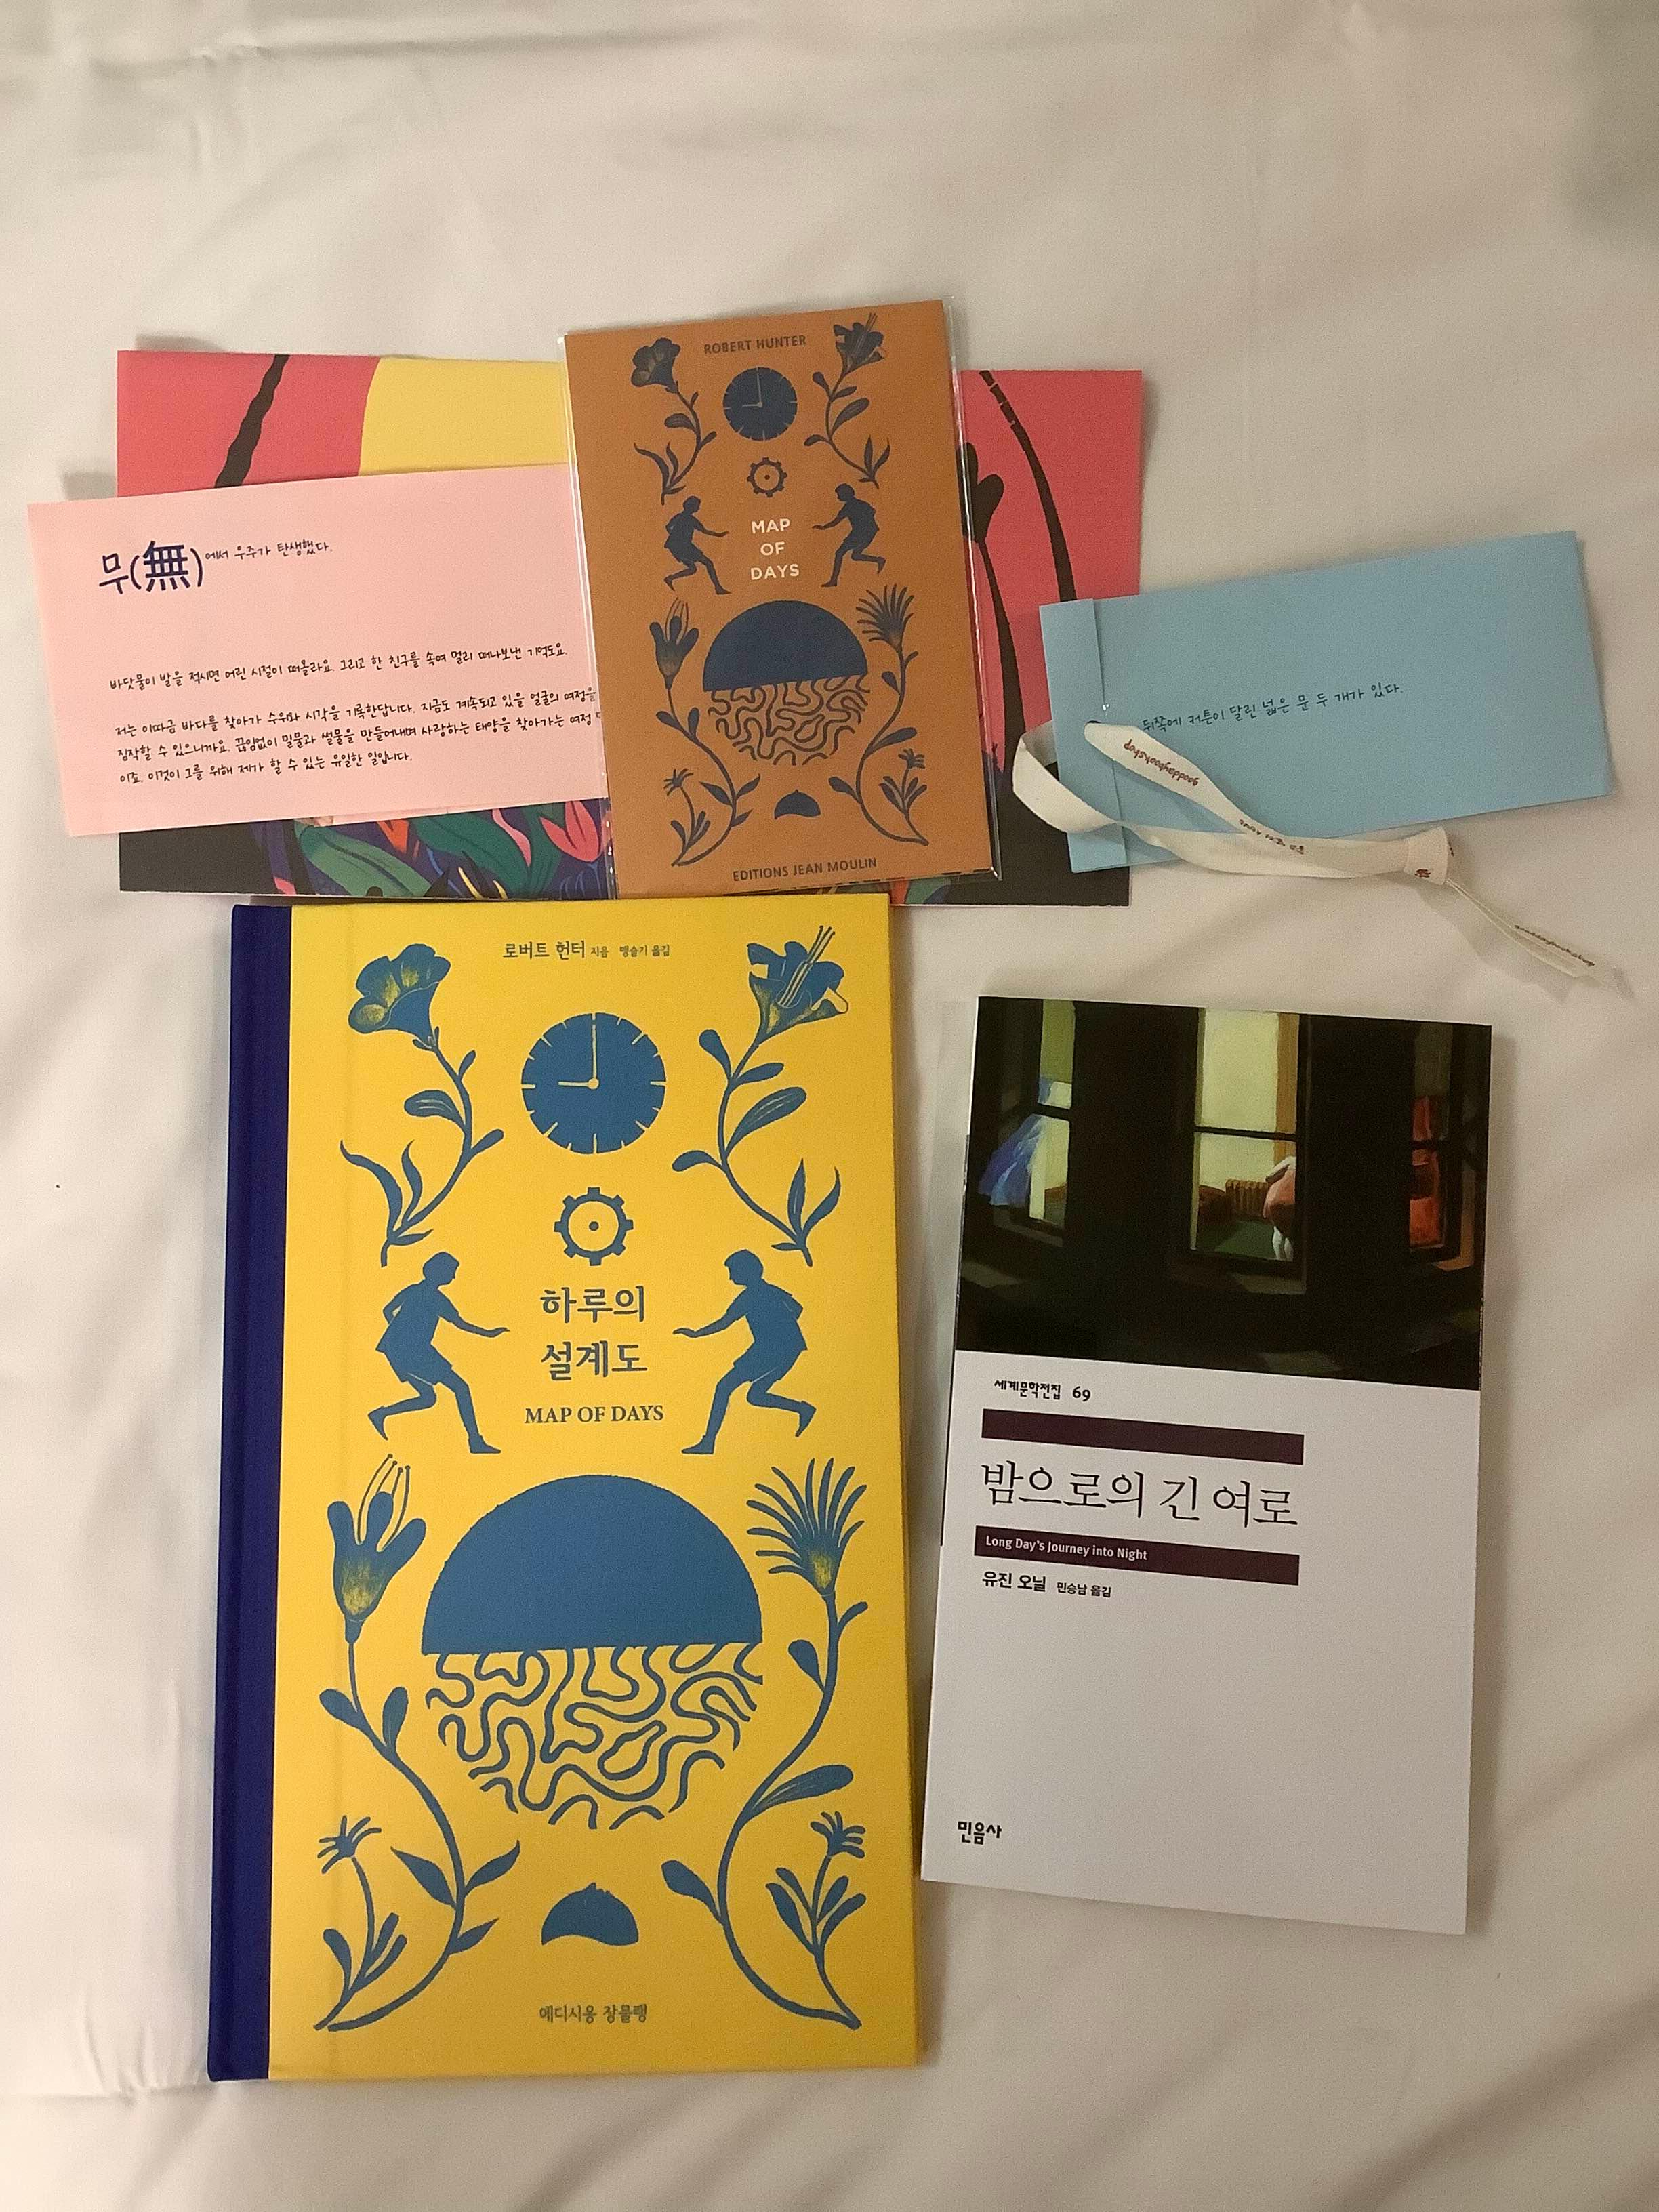 ROBERT HUNTER
MAP
OF
DAYS
EDITIONS JEAN MOULIN
무(無)에서 우주가 탄생했다.
바닷물이 발을 적시면 어린 시절이 떠올라요. 그리고 한 친구를 속여 멀리 떠나보낸 기억도요.
저는 이따금 바다를 찾아가 수위와 시각을 기록한답니다. 지금도 계속되고 있을 얼굴의 여정을
짐작할 수 있으니까요. 끊임없이 밀물과 썰물을 만들어내며 사랑하는 태양을 찾아가는 여정
이죠. 이것이 그를 위해 제가 할 수 있는 유일한 일입니다.
뒤쪽에 커튼이 달린 넓은 문 두 개가 있다.
gooddaybookshop
gooddaybookshop
로버트 헌터 지음 맹슬기 옮김
하루의
설계도
MAP OF DAYS
에디시옹 장물랭
세계문학전집 69
밤으로의 긴 여로
Long Day's Journey into Night
유진 오닐 민승남 옮김
민음사